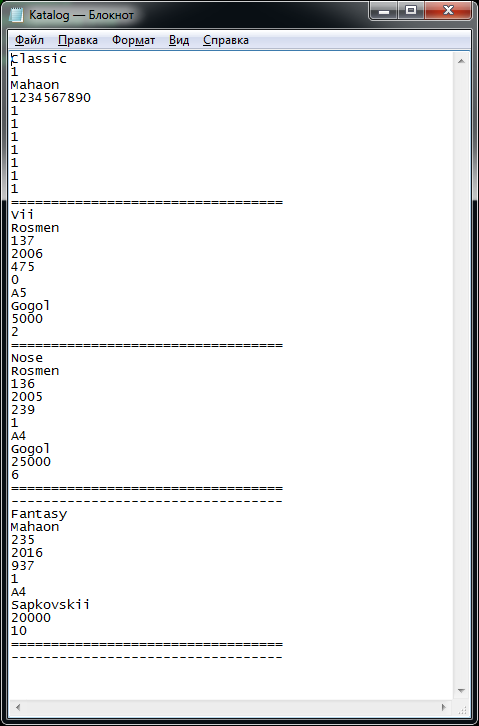 Katalog — Блокнот
Файл Правка Формат Вид Справка
Classic
1
Mahaon
1234567890
1
1
1
1
1
1
1
==================================
Vii
Rosmen
137
2006
475
0
A5
Gogol
5000
2
==================================
Nose
Rosmen
136
2005
239
1
A4
Gogol
25000
6
==================================
----------------------------------
Fantasy
Mahaon
235
2016
937
1
A4
Sapkovskii
20000
10
==================================
----------------------------------